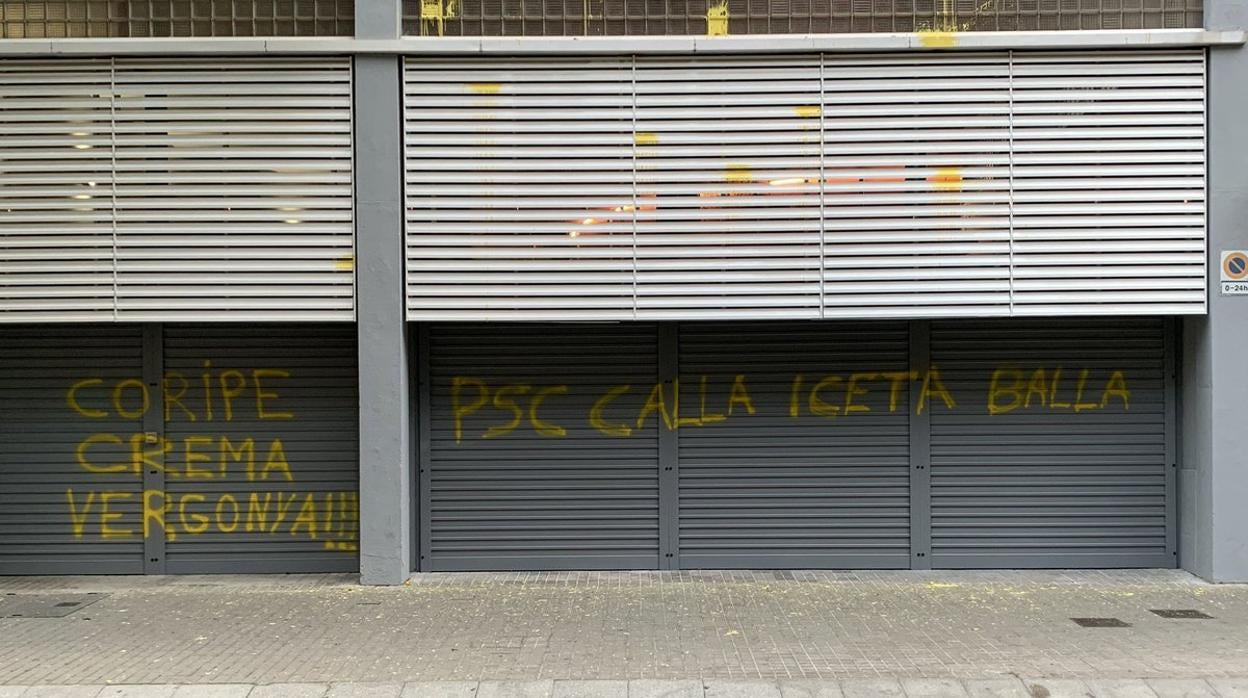 CORiPE
CREMA
VERGONYA!!!
PSC CALLA ICETA BALLA
0-24h